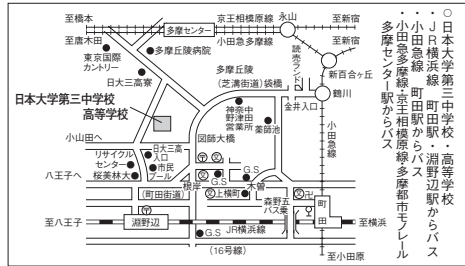 ○日本大学第三中学校・高等学校
・JR横浜線 町田駅・淵野辺駅からバス
・小田急線 町田駅からバス
・小田急多摩線・京王相模原線・多摩都市モノレール
多摩センター駅からバス
至橋本
多摩センター
京王相模原線
永山
至新宿
至唐木田
小田急多摩線
至新宿
多摩丘陵病院
読売ランド
東京国際
カントリー
新百合ヶ丘
日大三高寮
多摩丘陵
(芝溝街道)袋橋
鶴川
日本大学第三中学校
高等学校
金井入口
神奈中
野津田
営業所
薬師池
小田急線
小山田へ
図師大橋
リサイクル
センター
日大三高
入口
市民
プール
八王子へ
桜美林大
G.S
G.S
(町田街道)
根岸
上横町
木曽
森野五
バス乗
町田
至八王子
淵野辺
JR横浜線
至横浜
G.S
(16号線)
至小田原